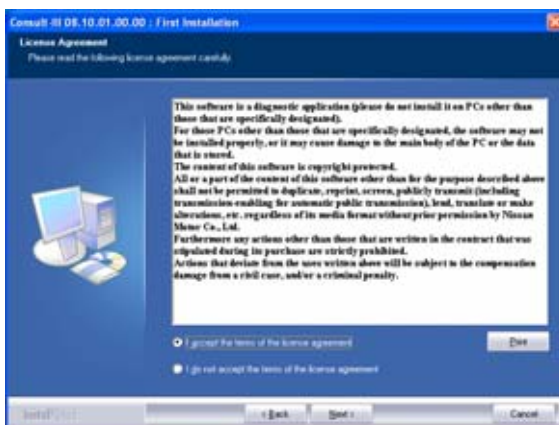 Consult-III 08.10.01.00.00 : First Installation
License Agreement
Please read the following license agreement carefully.
This software is a diagnostic application (please do not install it on PCs other than
those that are specifically designated).
For those PCs other than those that are specifically designated, the software may not
be installed properly, or it may cause damage to the main body of the PC or the data
that is stored.
The content of this software is copyright protected.
All or a part of the content of this software other than for the purpose described above
shall not be permitted to duplicate, reprint, screen, publicly transmit (including
transmission enabling for automatic public transmission), lend, translate or make
alterations, etc. regardless of its media format without prior permission by Nissan
Motor Co., Ltd.
Furthermore any actions other than those that are written in the contract that was
stipulated during its purchase are strictly prohibited.
Actions that deviate from the uses written above will be subject to the compensation
damage from a civil case, and/or a criminal penalty.
I accept the terms of the license agreement
Print
I do not accept the terms of the license agreement
< Back
Next >
Cancel